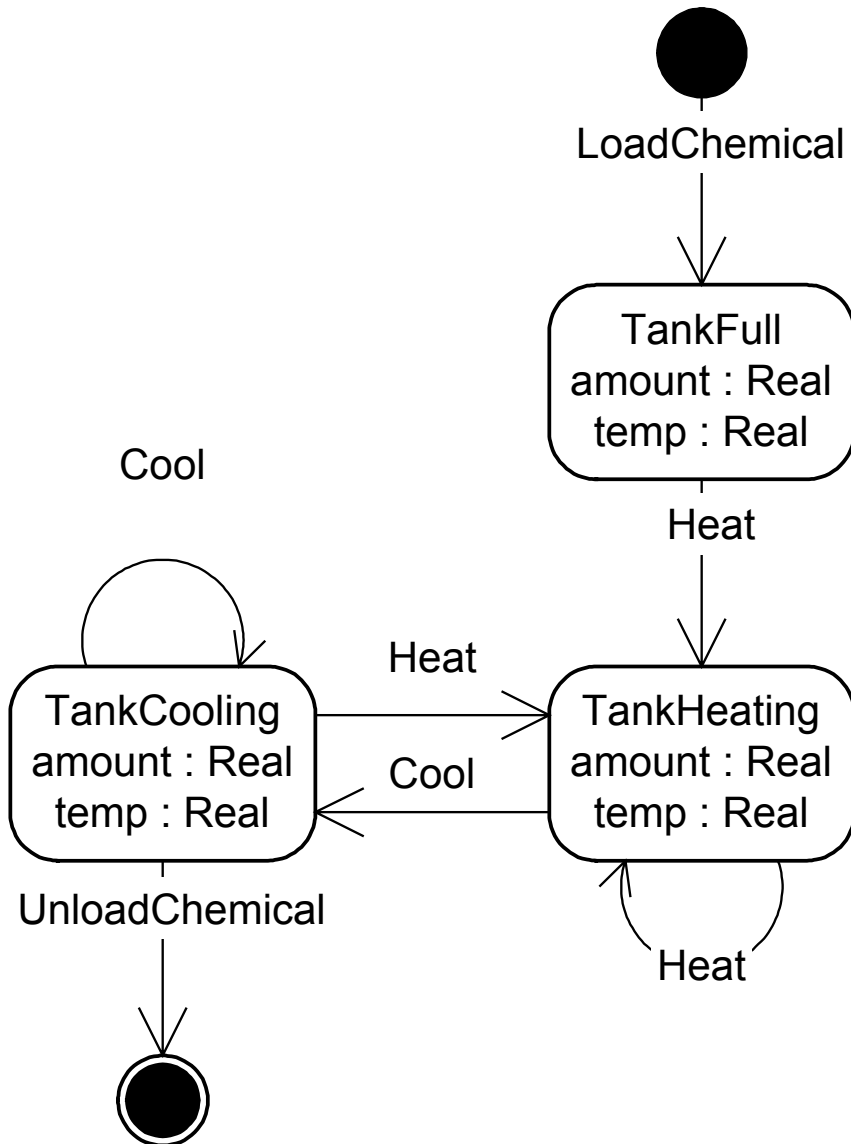 LoadChemical
TankFull
amount : Real
temp : Real
Heat
Cool
TankCooling
amount : Real
temp : Real
Heat
Cool
TankHeating
amount : Real
temp : Real
UnloadChemical
Heat